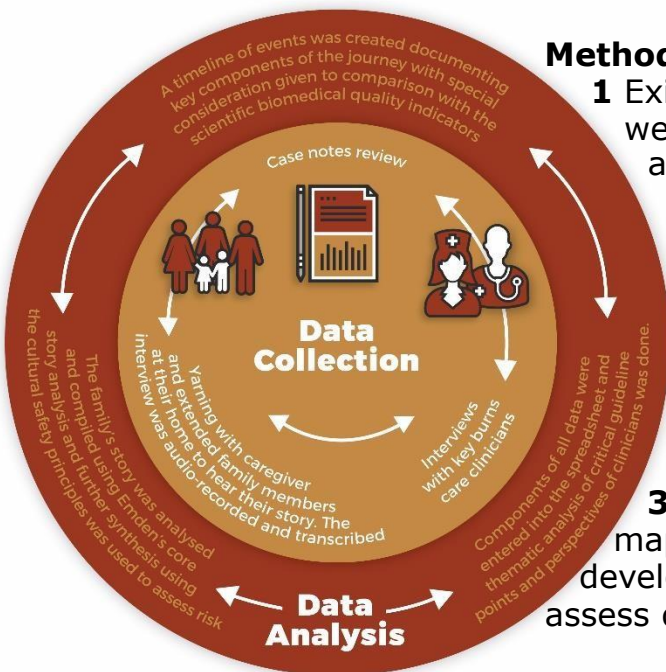 A timeline of events was created documenting
key components of the journey with special
consideration given to comparison with the
scientific biomedical quality indicators
Case notes review
Data
Collection
Yarning with caregiver
and extended family members
at their home to hear their story. The
interview was audio-recorded and transcribed
Interviews
with key burns
care clinicians
The family's story was analysed
and compiled using Emden's core
story analysis and further synthesis using
the cultural safety principles was used to assess risk
Components of all data were
entered into the spreadsheet and
thematic analysis of critical guideline
points and perspectives of clinicians was done.
Data
Analysis
Method
1 Exi
we
a
3
map
develo
assess c